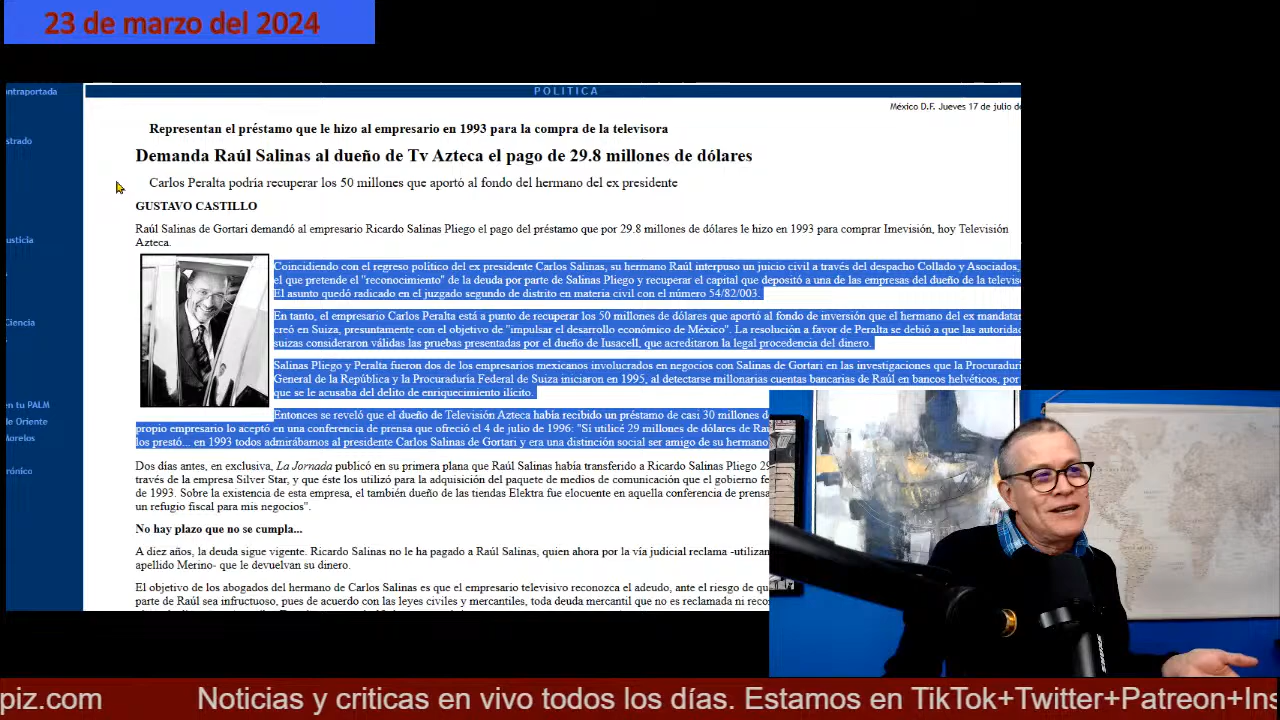 23 de marzo del 2024
POLITICA
ontraportada
México D.F. Jueves 17 de julio de
Representan el préstamo que le hizo al empresario en 1993 para la compra de la televisora
strado
Demanda Raúl Salinas al dueño de Tv Azteca el pago de 29.8 millones de dólares
Carlos Peralta podría recuperar los 50 millones que aportó al fondo del hermano del ex presidente
GUSTAVO CASTILLO
Raúl Salinas de Gortari demandó al empresario Ricardo Salinas Pliego el pago del préstamo que por 29.8 millones de dólares le hizo en 1993 para comprar Imevisión, hoy Televisión
Azteca.
usticia
Coincidiendo con el regreso político del ex presidente Carlos Salinas, su hermano Raúl interpuso un juicio civil a través del despacho Collado y Asociados,
el que pretende el "reconocimiento" de la deuda por parte de Salinas Pliego y recuperar el capital que depositó a una de las empresas del dueño de la televis
El asunto quedó radicado en el juzgado segundo de distrito en materia civil con el número 54/82/003.
Ciencia
En tanto, el empresario Carlos Peralta está a punto de recuperar los 50 millones de dólares que aportó al fondo de inversión que el hermano del ex mandatar
creó en Suiza, presuntamente con el objetivo de "impulsar el desarrollo económico de México". La resolución a favor de Peralta se debió a que las autoridad
suizas consideraron válidas las pruebas presentadas por el dueño de Iusacell, que acreditaron la legal procedencia del dinero.
Salinas Pliego y Peralta fueron dos de los empresarios mexicanos involucrados en negocios con Salinas de Gortari en las investigaciones que la Procuradurí
General de la República y la Procuraduría Federal de Suiza iniciaron en 1995, al detectarse millonarias cuentas bancarias de Raúl en bancos helvéticos, por
que se le acusaba del delito de enriquecimiento ilícito.
en tu PALM
de Oriente
Morelos
rónico
Entonces se reveló que el dueño de Televisión Azteca había recibido un préstamo de casi 30 millones d
propio empresario lo aceptó en una conferencia de prensa que ofreció el 4 de julio de 1996: "Sí utilicé 29 millones de dólares de Ra
los prestó... en 1993 todos admirábamos al presidente Carlos Salinas de Gortari y era una distinción social ser amigo de su hermano
Dos días antes, en exclusiva, La Jornada publicó en su primera plana que Raúl Salinas había transferido a Ricardo Salinas Pliego 29
través de la empresa Silver Star, y que éste los utilizó para la adquisición del paquete de medios de comunicación que el gobierno fe
de 1993. Sobre la existencia de esta empresa, el también dueño de las tiendas Elektra fue elocuente en aquella conferencia de prensa
un refugio fiscal para mis negocios".
No hay plazo que no se cumpla...
A diez años, la deuda sigue vigente. Ricardo Salinas no le ha pagado a Raúl Salinas, quien ahora por la vía judicial reclama -utilizan
apellido Merino- que le devuelvan su dinero.
El objetivo de los abogados del hermano de Carlos Salinas es que el empresario televisivo reconozca el adeudo, ante el riesgo de qu
parte de Raúl sea infructuoso, pues de acuerdo con las leyes civiles y mercantiles, toda deuda mercantil que no es reclamada ni reco
piz.com Noticias y criticas en vivo todos los días. Estamos en TikTok+Twitter+Patreon+Ins